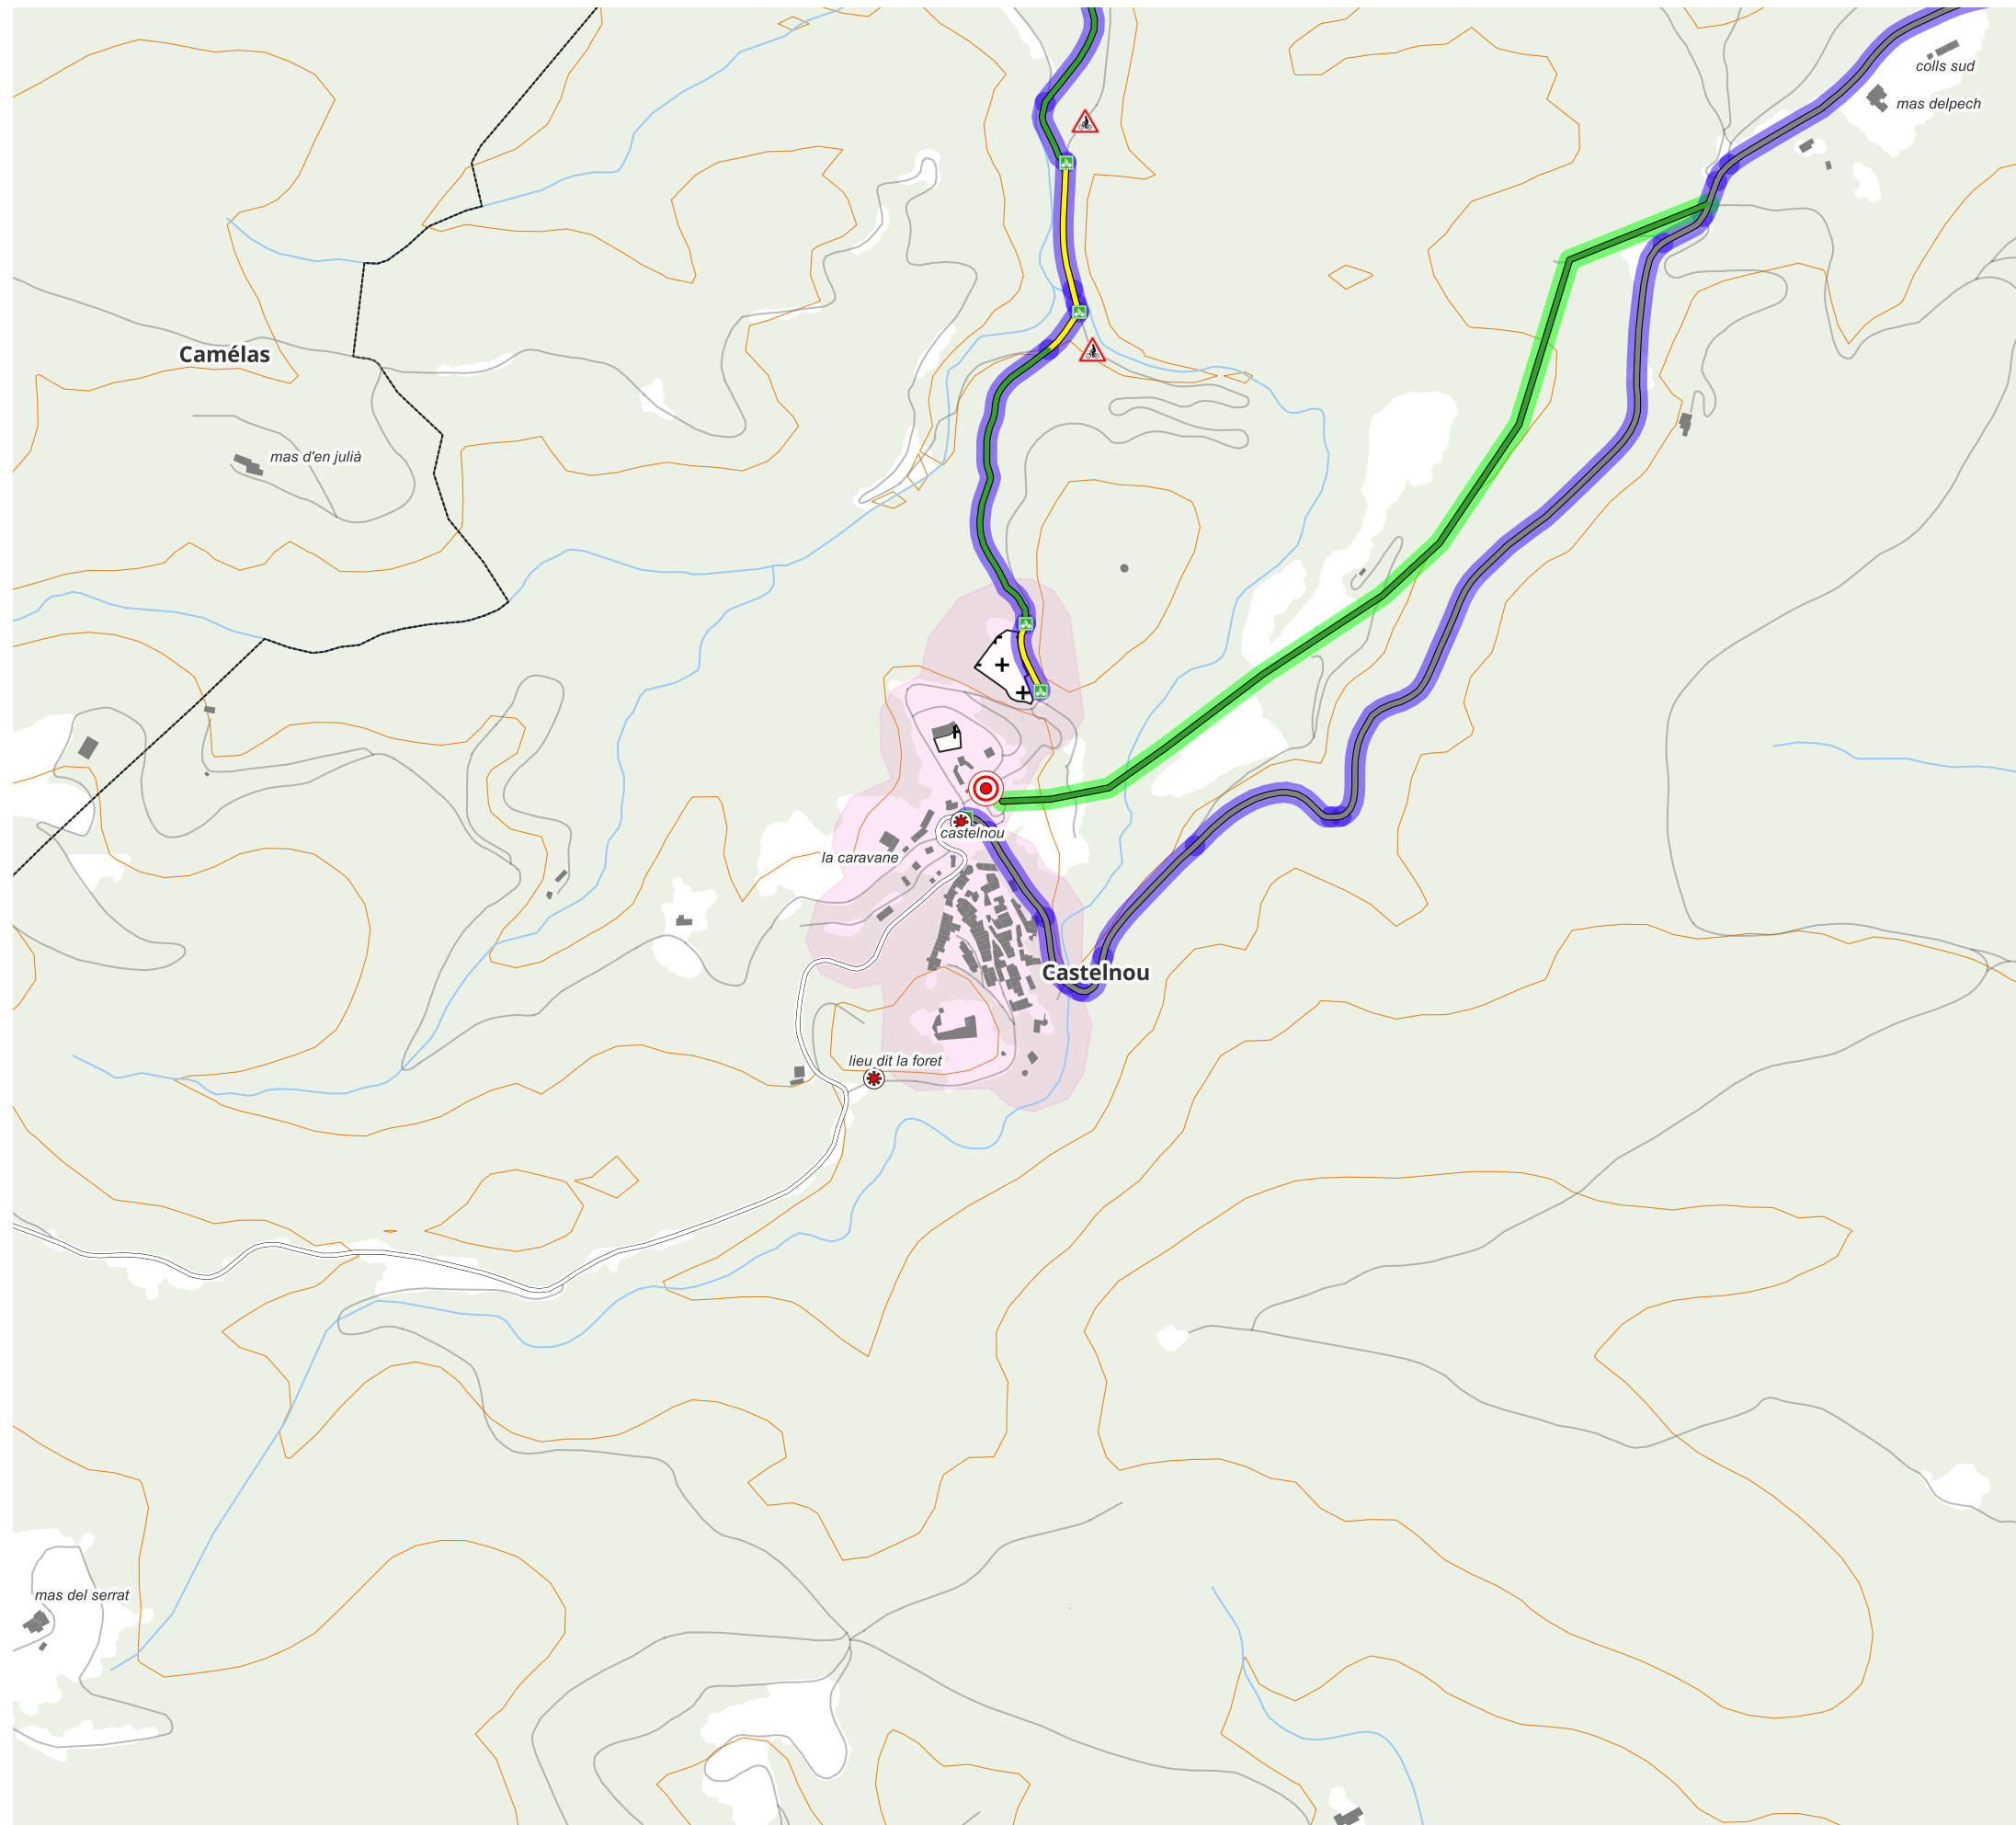 colls sud
mas delpech
Camélas
mas d'en julià
castelnou
la caravane
Castelnou
lieu dit la foret
mas del serrat